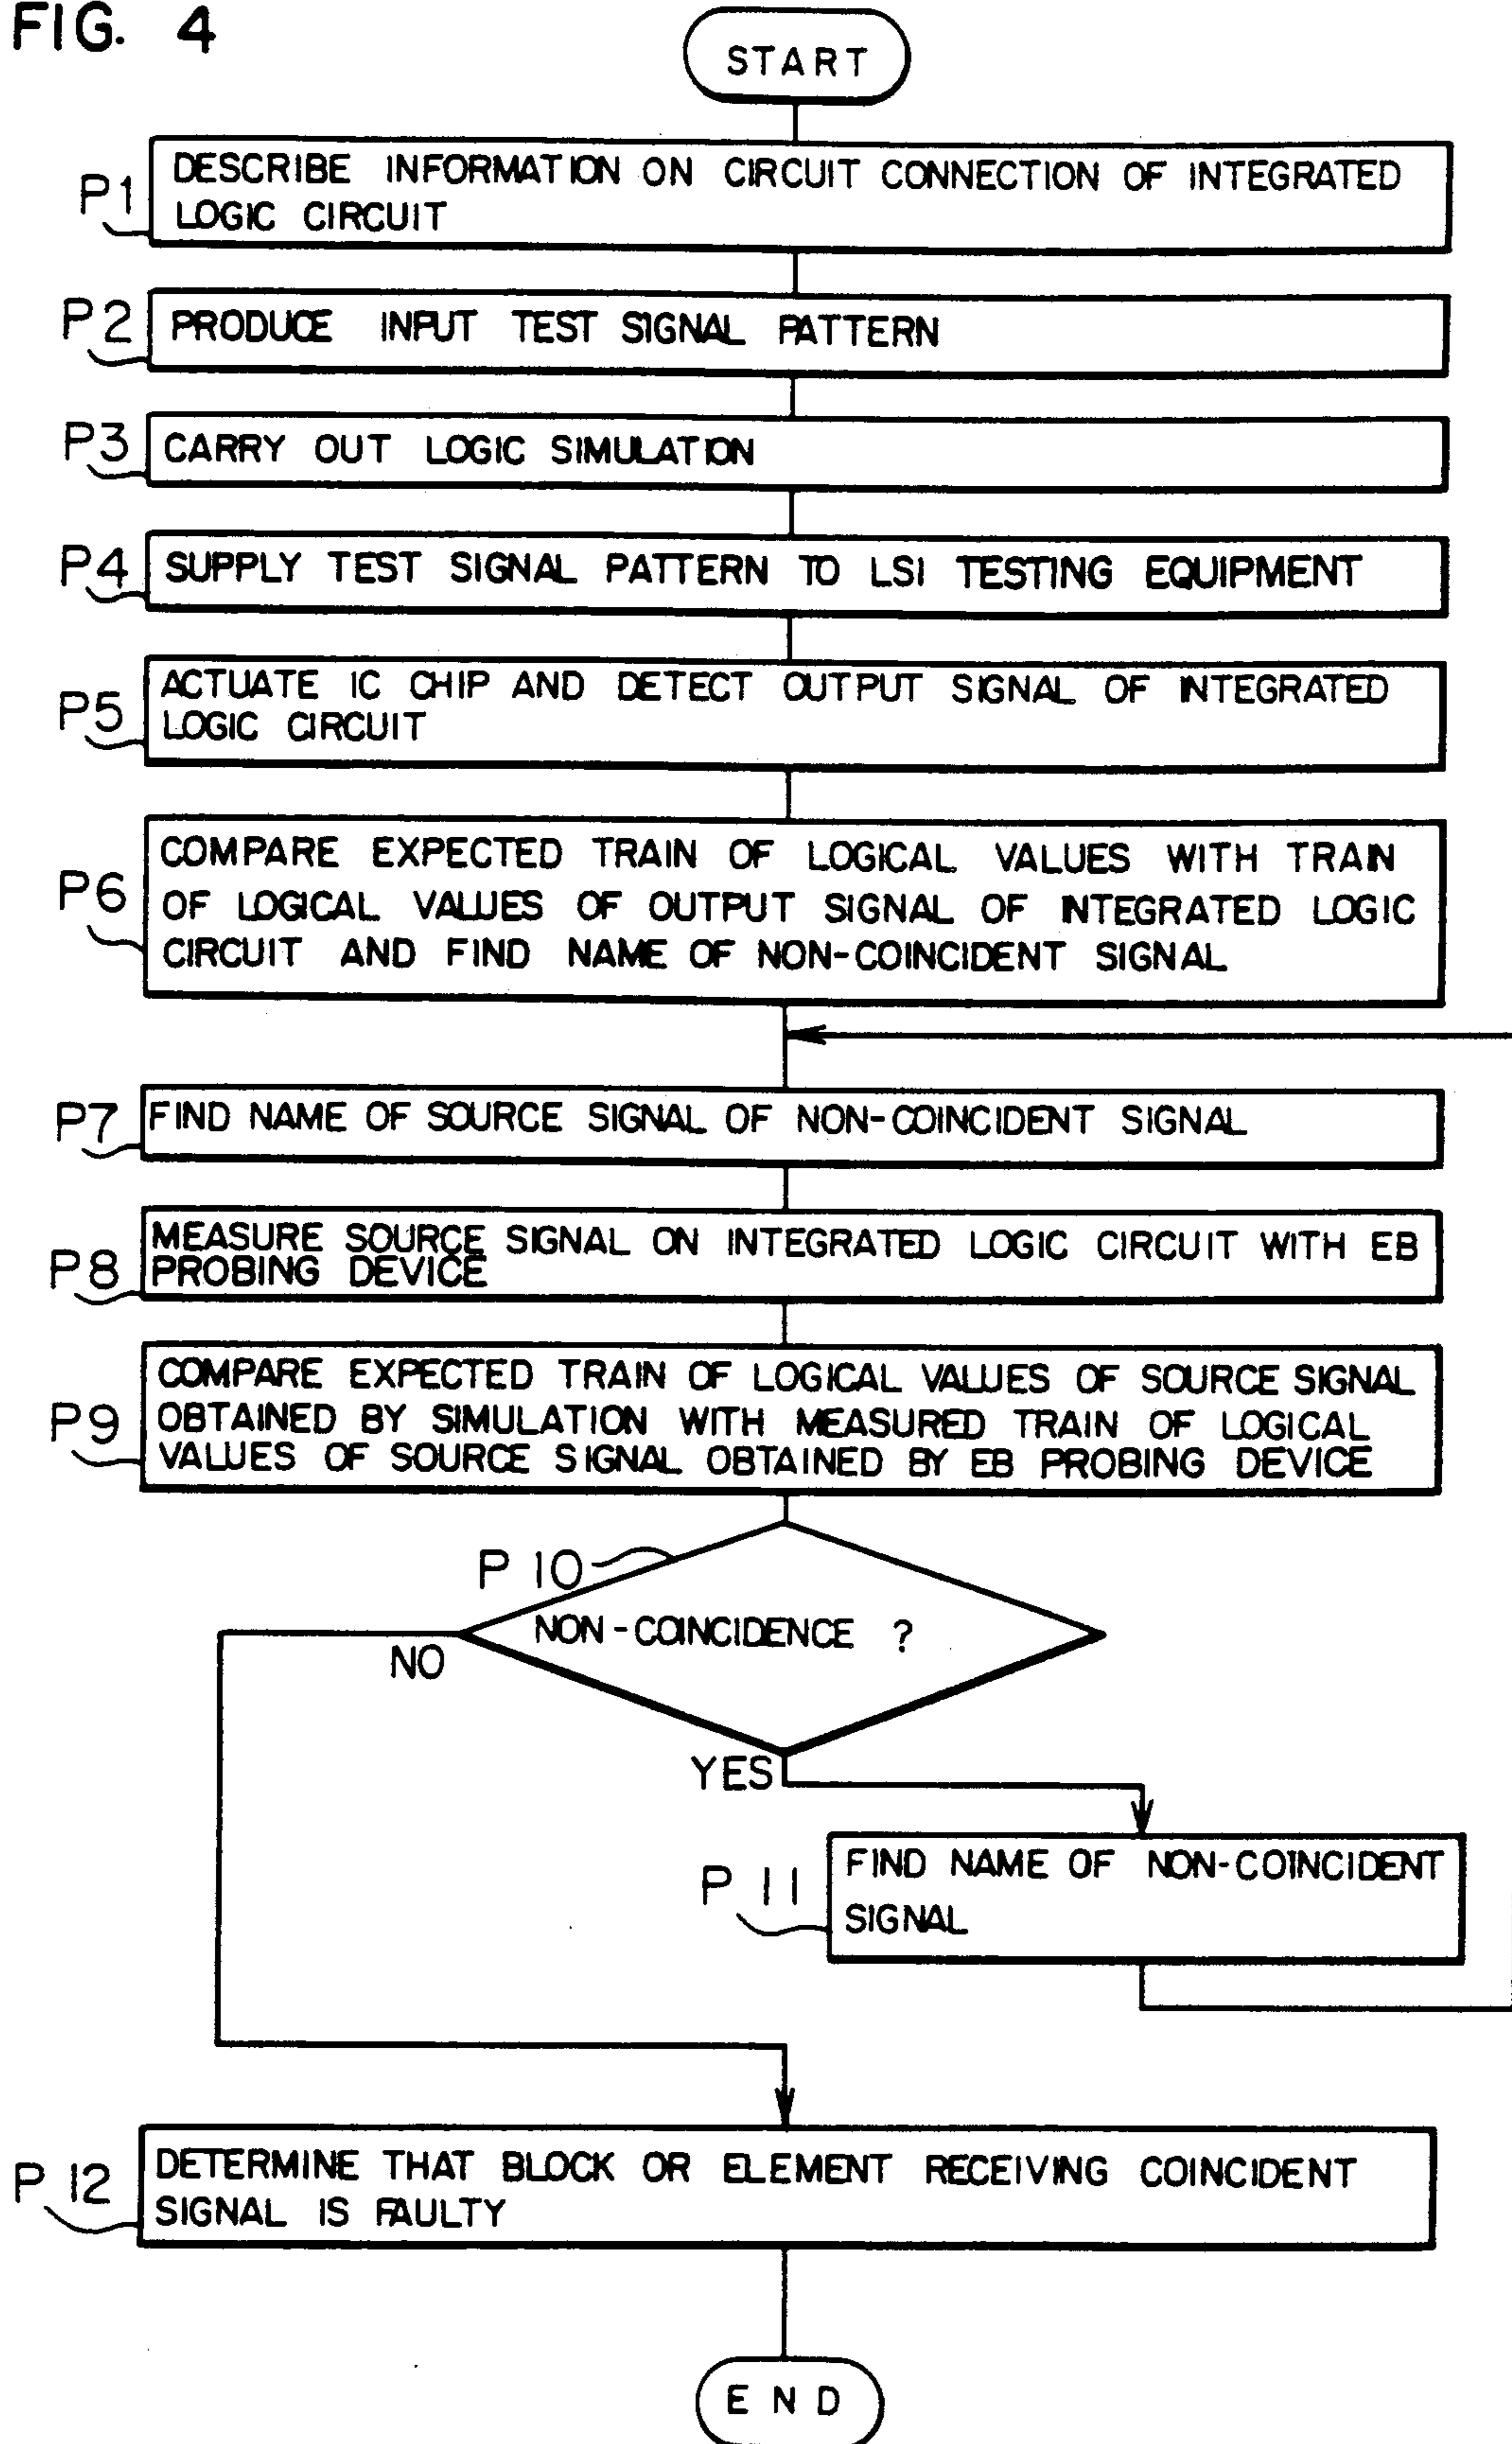 FIG. 4
START
P1
DESCRIBE INFORMATION ON CIRCUIT CONNECTION OF INTEGRATED
LOGIC CIRCUIT
P2
PRODUCE INPUT TEST SIGNAL PATTERN
P3
CARRY OUT LOGIC SIMULATION
P4
SUPPLY TEST SIGNAL PATTERN TO LSI TESTING EQUIPMENT
P5
ACTUATE IC CHIP AND DETECT OUTPUT SIGNAL OF INTEGRATED
LOGIC CIRCUIT
P6
COMPARE EXPECTED TRAIN OF LOGICAL VALUES WITH TRAIN
OF LOGICAL VALUES OF OUTPUT SIGNAL OF INTEGRATED LOGIC
CIRCUIT AND FIND NAME OF NON-COINCIDENT SIGNAL
P7
FIND NAME OF SOURCE SIGNAL OF NON-COINCIDENT SIGNAL
P8
MEASURE SOURCE SIGNAL ON INTEGRATED LOGIC CIRCUIT WITH EB
PROBING DEVICE
P9
COMPARE EXPECTED TRAIN OF LOGICAL VALUES OF SOURCE SIGNAL
OBTAINED BY SIMULATION WITH MEASURED TRAIN OF LOGICAL
VALUES OF SOURCE SIGNAL OBTAINED BY EB PROBING DEVICE
P 10
NON-COINCIDENCE ?
NO
YES
P 11
FIND NAME OF NON-COINCIDENT
SIGNAL
P 12
DETERMINE THAT BLOCK OR ELEMENT RECEIVING COINCIDENT
SIGNAL IS FAULTY
END